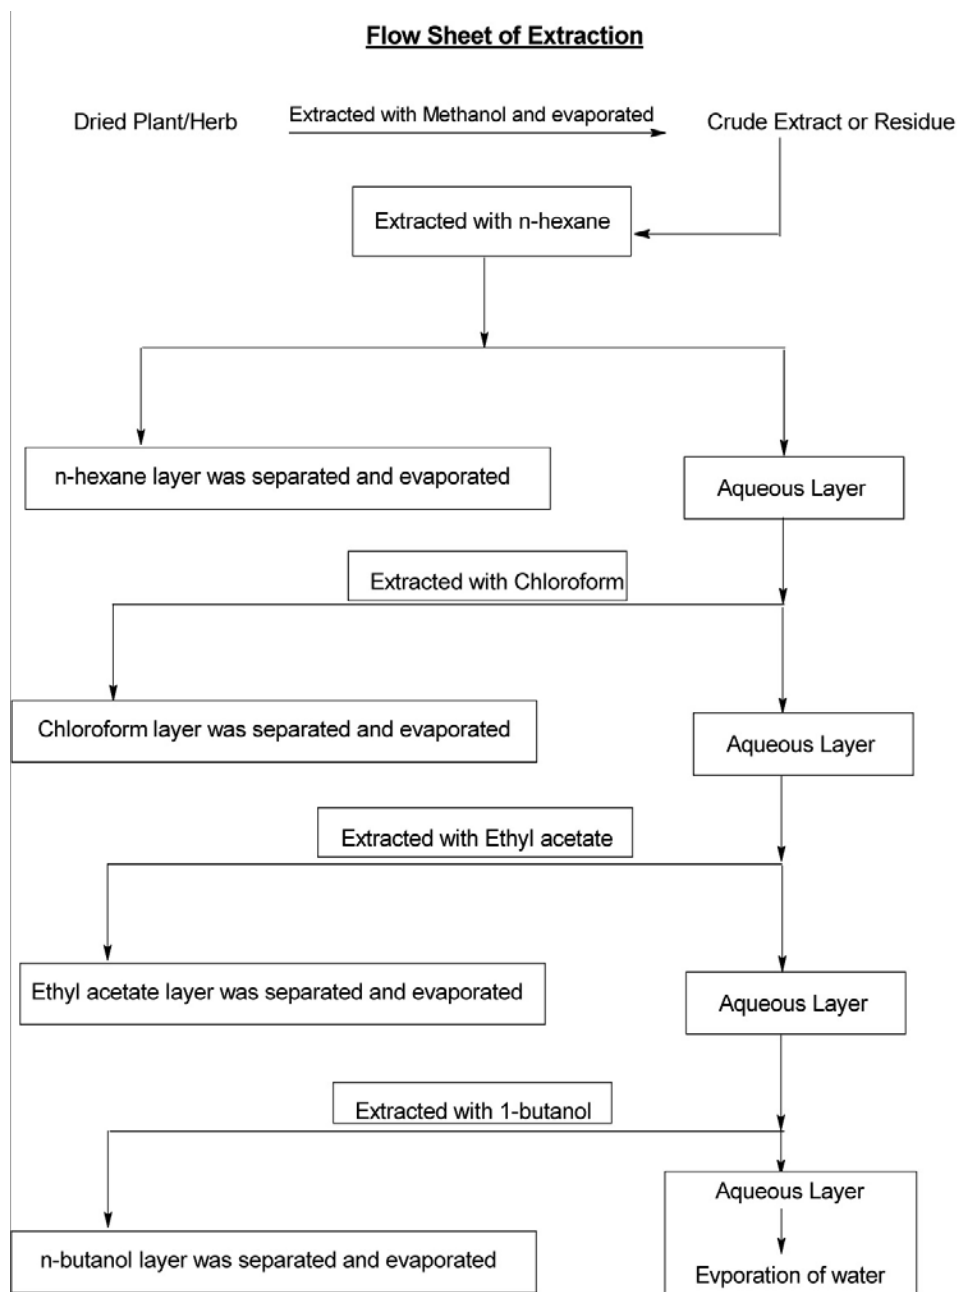 Flow Sheet of Extraction
Dried Plant/Herb
Extracted with Methanol and evaporated
Crude Extract or Residue
Extracted with n-hexane
n-hexane layer was separated and evaporated
Aqueous Layer
Extracted with Chloroform
Chloroform layer was separated and evaporated
Aqueous Layer
Extracted with Ethyl acetate
Ethyl acetate layer was separated and evaporated
Aqueous Layer
Extracted with 1-butanol
Aqueous Layer
n-butanol layer was separated and evaporated
Evporation of water